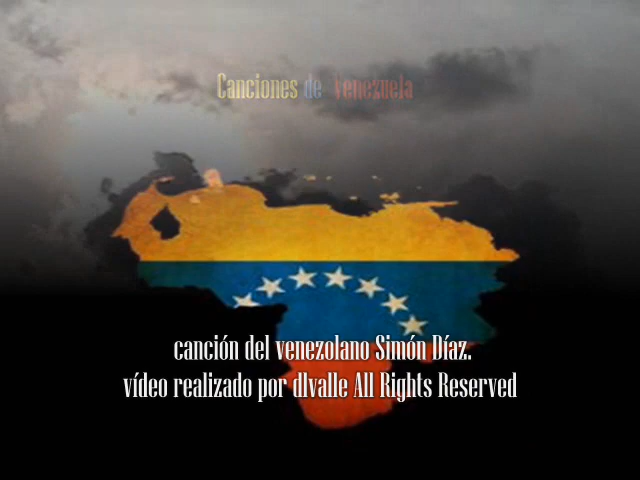 Canciones de Venezuela
canción del venezolano Simón Díaz.
vídeo realizado por dlvalle All Rights Reserved